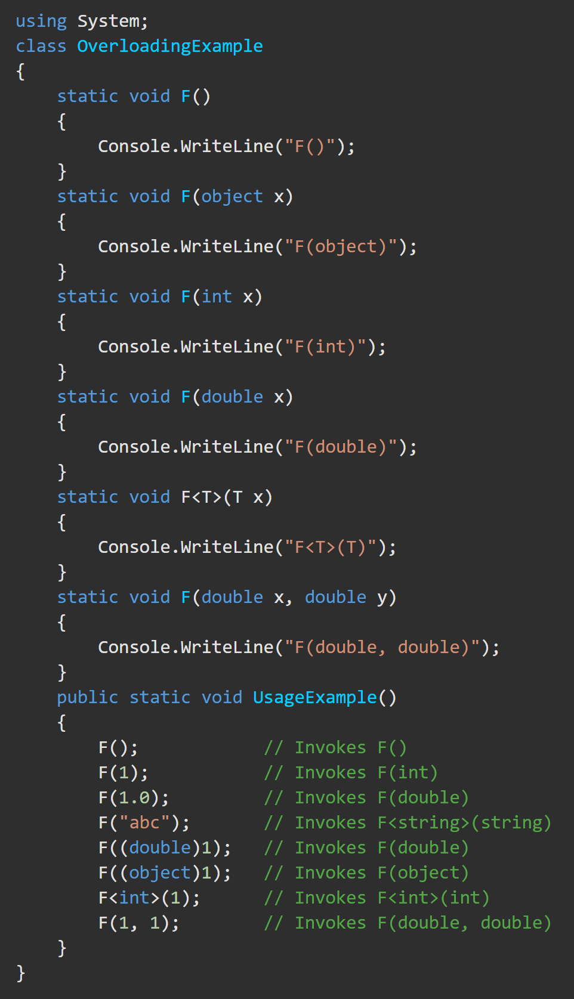 using System;
class OverloadingExample
{
    static void F()
    {
        Console.WriteLine("F()");
    }
    static void F(object x)
    {
        Console.WriteLine("F(object)");
    }
    static void F(int x)
    {
        Console.WriteLine("F(int)");
    }
    static void F(double x)
    {
        Console.WriteLine("F(double)");
    }
    static void F<T>(T x)
    {
        Console.WriteLine("F<T>(T)");
    }
    static void F(double x, double y)
    {
        Console.WriteLine("F(double, double)");
    }
    public static void UsageExample()
    {
        F();            // Invokes F()
        F(1);           // Invokes F(int)
        F(1.0);         // Invokes F(double)
        F("abc");       // Invokes F<string>(string)
        F((double)1);   // Invokes F(double)
        F((object)1);   // Invokes F(object)
        F<int>(1);      // Invokes F<int>(int)
        F(1, 1);        // Invokes F(double, double)
    }
}